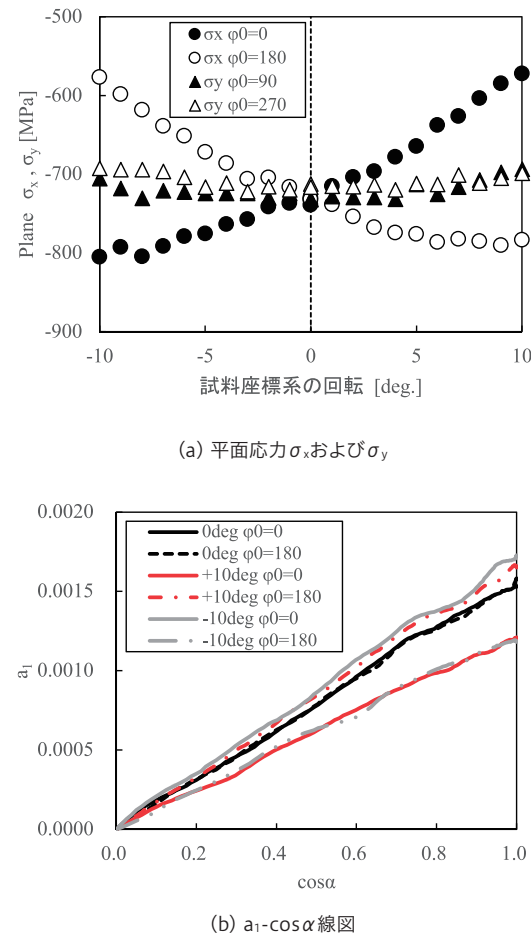 -500
-600
-700
-800
-900
Plane σx , σy [MPa]
σx φ0=0
σx φ0=180
σy φ0=90
σy φ0=270
-10
-5
0
5
10
試料座標系の回転 [deg.]
(a) 平面応力σxおよびσy
0.0020
0.0015
0.0010
0.0005
0.0000
a1
0deg φ0=0
0deg φ0=180
+10deg φ0=0
+10deg φ0=180
-10deg φ0=0
-10deg φ0=180
0.0
0.2
0.4
0.6
0.8
1.0
cosα
(b) a1-cosα線図